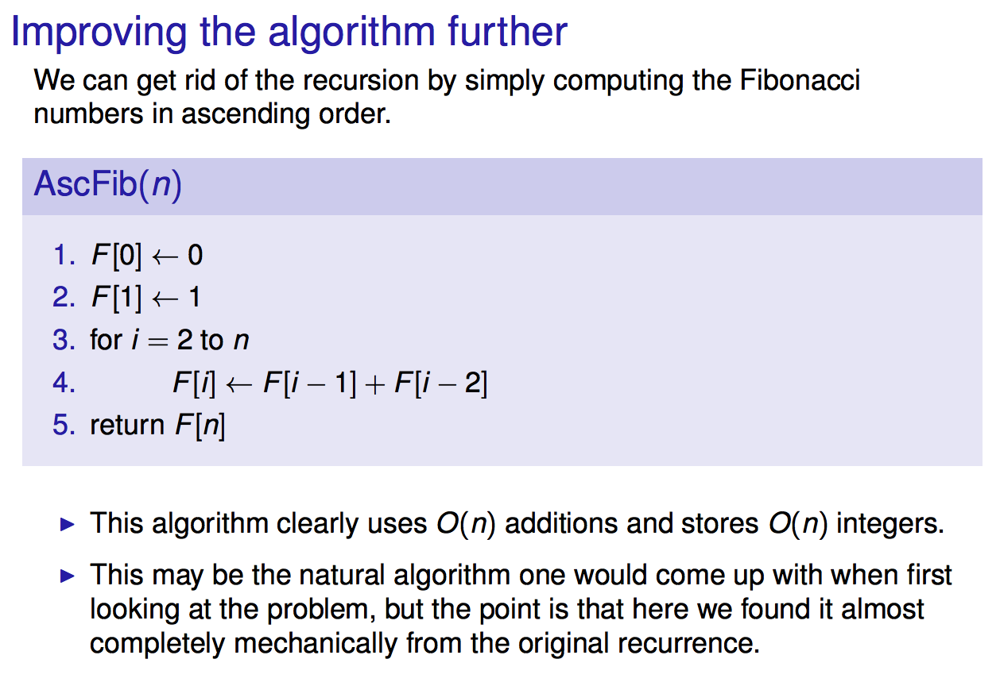 Improving the algorithm further
We can get rid of the recursion by simply computing the Fibonacci
numbers in ascending order.
AscFib(n)
1. F[0] ← 0
2. F[1] ← 1
3. for i = 2 to n
4. F[i] ← F[i − 1] + F[i − 2]
5. return F[n]
▶ This algorithm clearly uses O(n) additions and stores O(n) integers.
▶ This may be the natural algorithm one would come up with when first
looking at the problem, but the point is that here we found it almost
completely mechanically from the original recurrence.